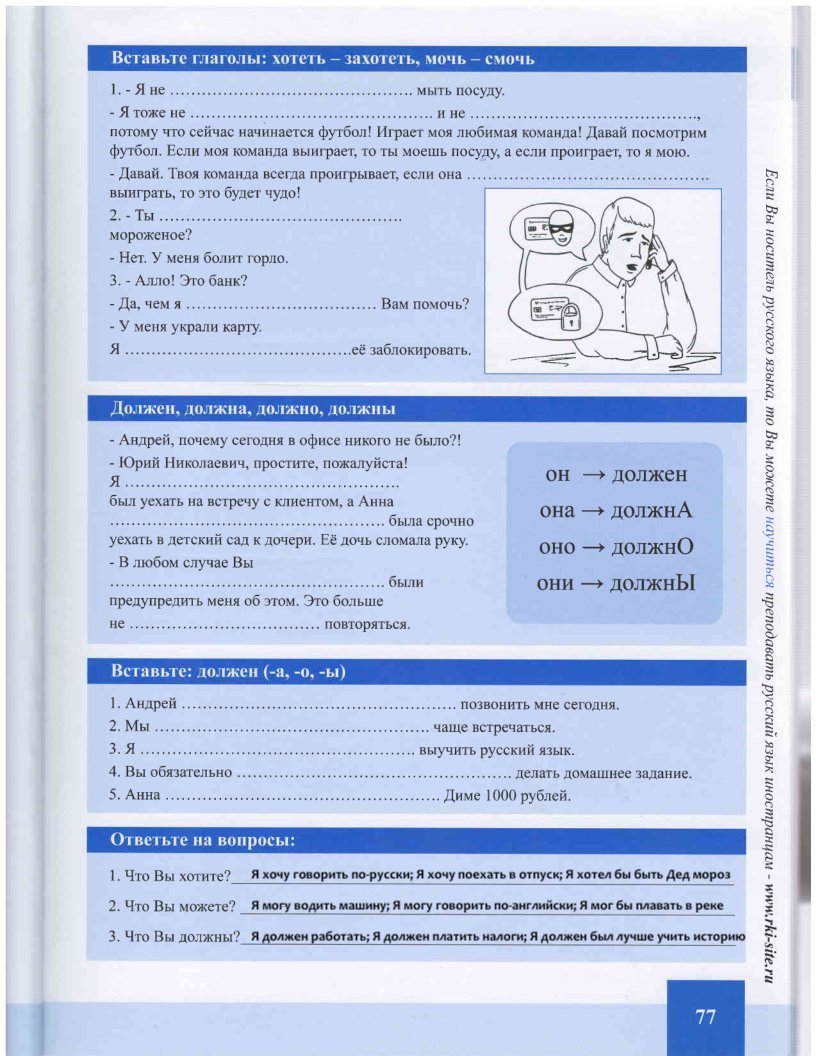 Вставьте глаголы: хотеть – захотеть, мочь – смочь
1. - Я не ………………………………………. мыть посуду.
- Я тоже не ………………………………………. и не …………………………………….,
потому что сейчас начинается футбол! Играет моя любимая команда! Давай посмотрим
футбол. Если моя команда выиграет, то ты моешь посуду, а если проиграет, то я мою.
- Давай. Твоя команда всегда проигрывает, если она ……………………………………….
выиграть, то это будет чудо!
2. - Ты ……………………………………….
мороженое?
- Нет. У меня болит горло.
3. - Алло! Это банк?
- Да, чем я ………………………………. Вам помочь?
- У меня украли карту.
Я …………………………………….её заблокировать.
Должен, должна, должно, должны
- Андрей, почему сегодня в офисе никого не было?!
- Юрий Николаевич, простите, пожалуйста!
Я …………………………………………….
был уехать на встречу с клиентом, а Анна
……………………………………………. была срочно
уехать в детский сад к дочери. Её дочь сломала руку.
- В любом случае Вы
……………………………………………. были
предупредить меня об этом. Это больше
не ………………………………. повторяться.
он → должен
она → должнА
оно → должнО
они → должнЫ
Вставьте: должен (-а, -о, -ы)
1. Андрей ……………………………………………. позвонить мне сегодня.
2. Мы ……………………………………………. чаще встречаться.
3. Я ……………………………………………. выучить русский язык.
4. Вы обязательно ……………………………………………. делать домашнее задание.
5. Анна ……………………………………………. Диме 1000 рублей.
Ответьте на вопросы:
1. Что Вы хотите? Я хочу говорить по-русски; Я хочу поехать в отпуск; Я хотел бы быть Дед мороз
2. Что Вы можете? Я могу водить машину; Я могу говорить по-английски; Я мог бы плавать в реке
3. Что Вы должны? Я должен работать; Я должен платить налоги; Я должен был лучше учить историю
Если Вы носитель русского языка, то Вы можете научиться преподавать русский язык иностранцам - www.rki-site.ru
77